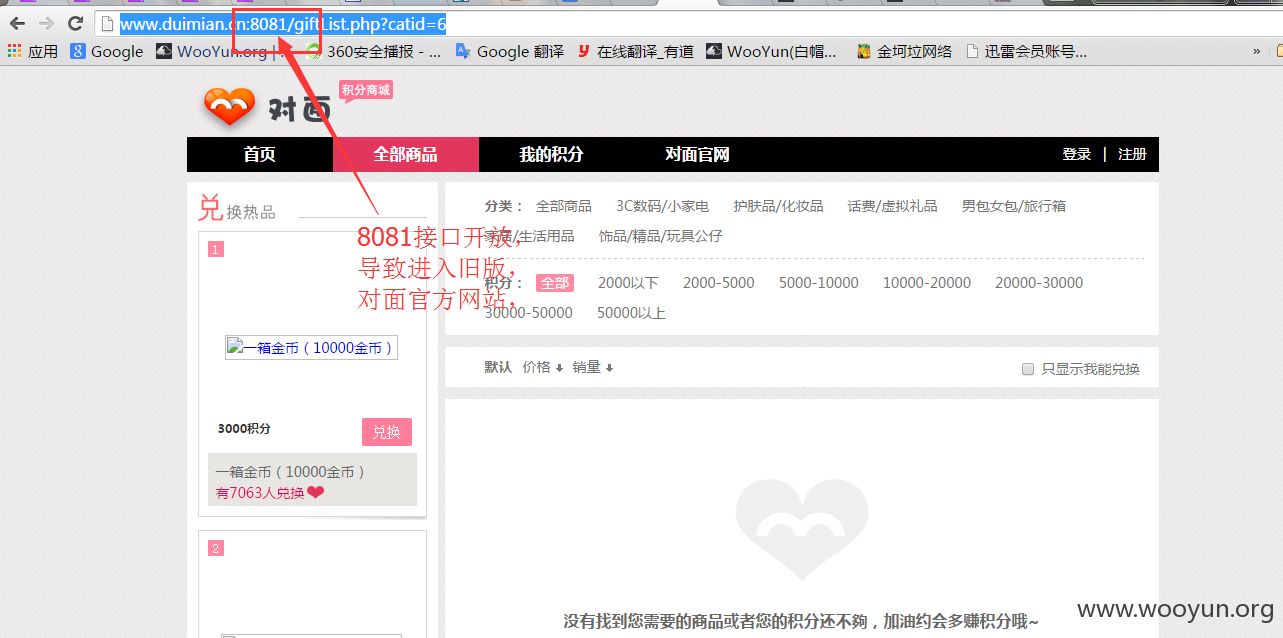 www.duimian.cn:8081/giftList.php?catid=6
应用 Google WooYun.org | 360安全播报 - ... Google 翻译 在线翻译_有道 WooYun(白帽... 金坷垃网络 迅雷会员账号... »
对面 积分商城
首页 全部商品 我的积分 对面官网 登录 | 注册
兑换热品
1
一箱金币（10000金币）
3000积分 兑换
一箱金币（10000金币）
有7063人兑换
2
分类： 全部商品 3C数码/小家电 护肤品/化妆品 话费/虚拟礼品 男包女包/旅行箱
家居/生活用品 饰品/精品/玩具公仔
积分： 全部 2000以下 2000-5000 5000-10000 10000-20000 20000-30000
30000-50000 50000以上
8081接口开放，
导致进入旧版，
对面官方网站，
默认 价格 销量 只显示我能兑换
没有找到您需要的商品或者您的积分还不夠，加油约会多赚积分哦~
www.wooyun.org